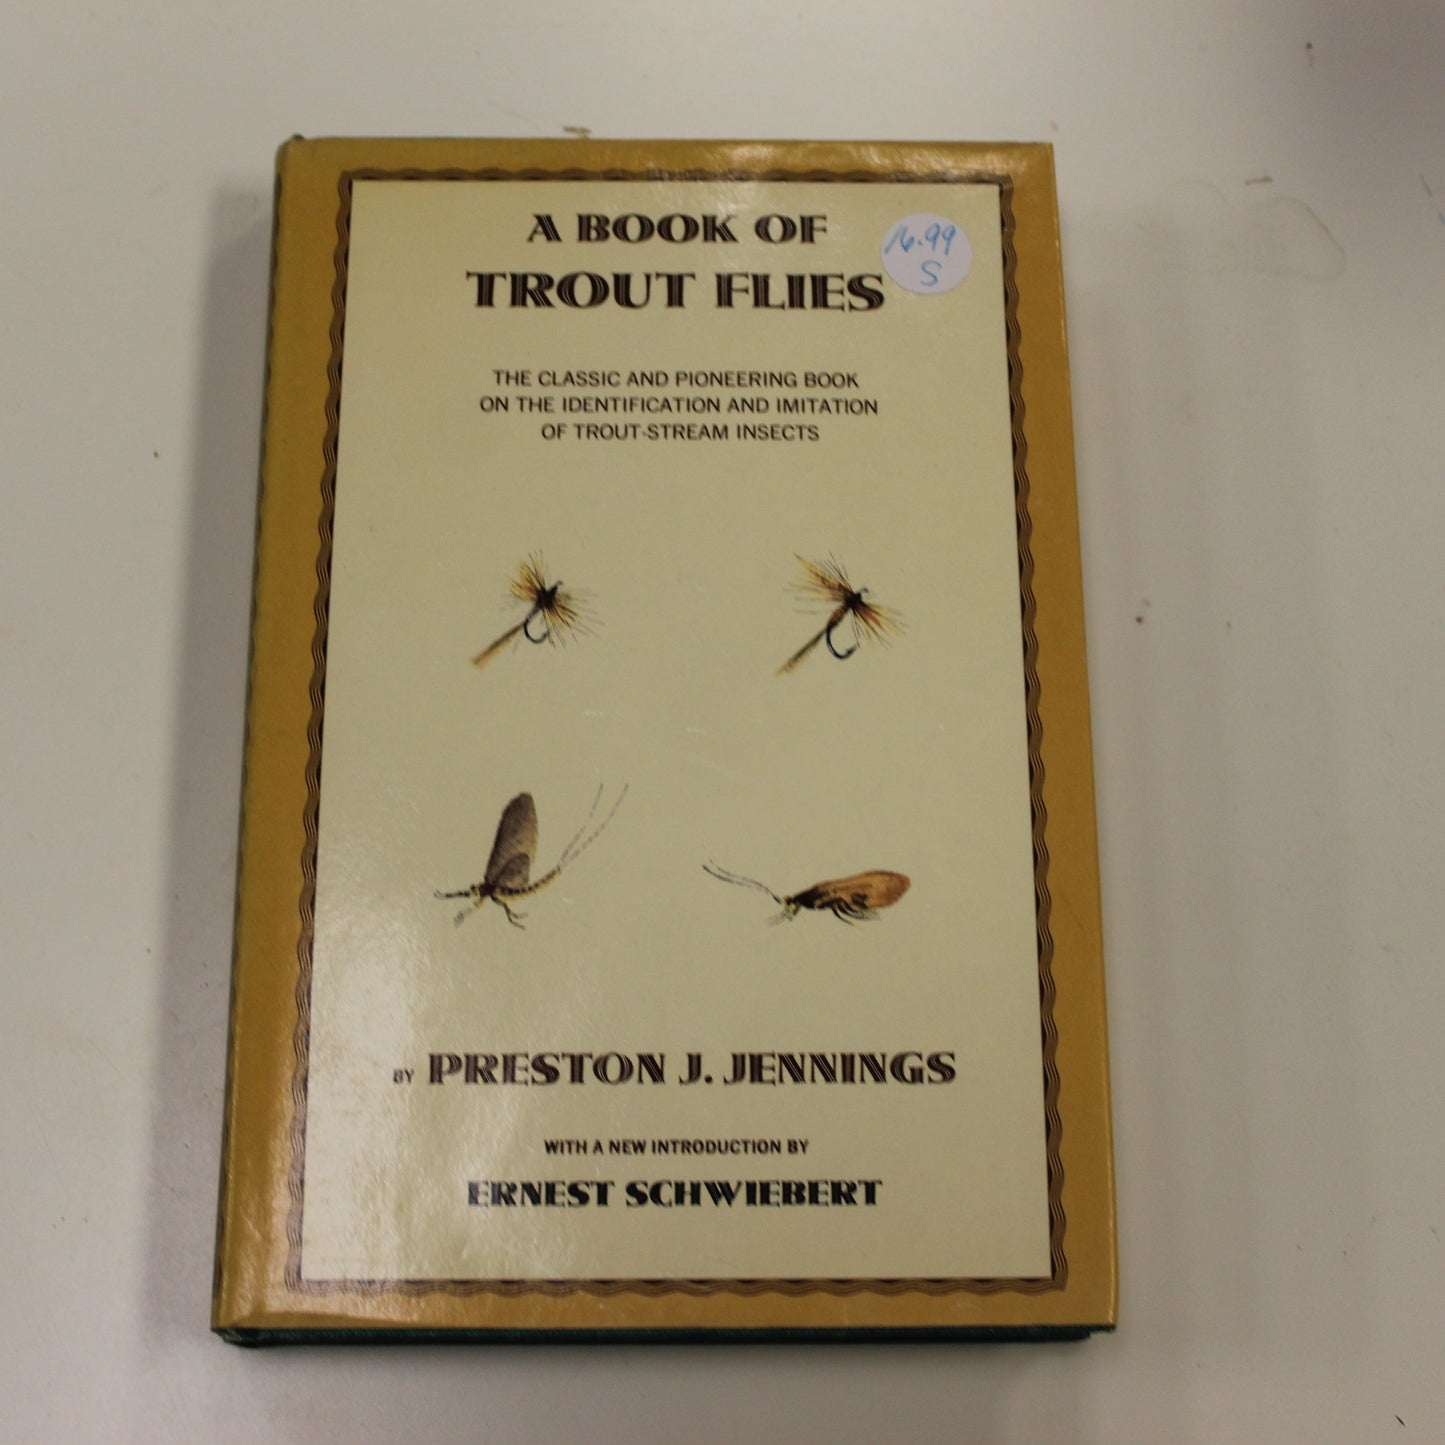 A BOOK OF
TROUT FLIES
16.99
S
THE CLASSIC AND PIONEERING BOOK
ON THE IDENTIFICATION AND IMITATION
OF TROUT-STREAM INSECTS
BY PRESTON J. JENNINGS
WITH A NEW INTRODUCTION BY
ERNEST SCHWIEBERT